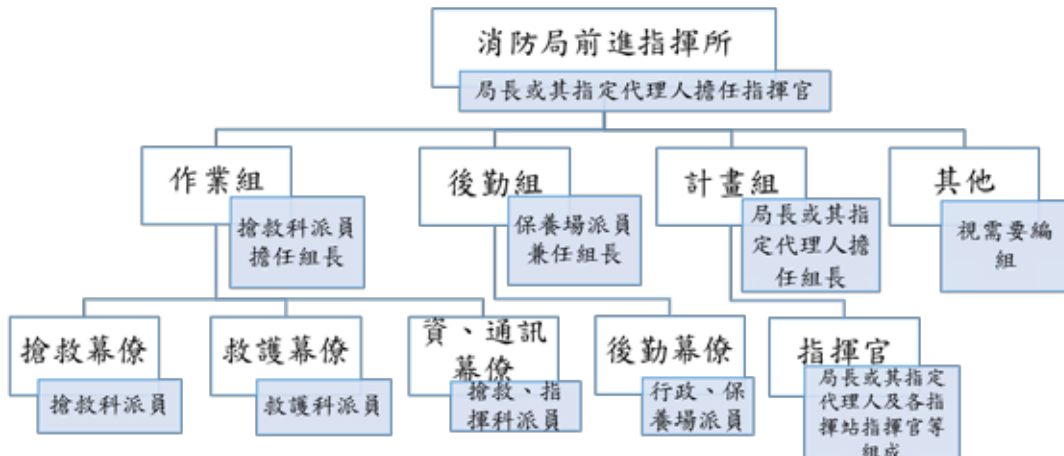 消防局前進指揮所
局長或其指定代理人擔任指揮官
作業組
搶救科派員
擔任組長
後勤組
保養場派員
兼任組長
計畫組
局長或其指
定代理人擔
任組長
其他
視需要編
組
搶救幕僚
搶救科派員
救護幕僚
救護科派員
資、通訊
幕僚
搶救、指
揮科派員
後勤幕僚
行政、保
養場派員
指揮官
局長或其指定
代理人及各指
揮站指揮官等
組成